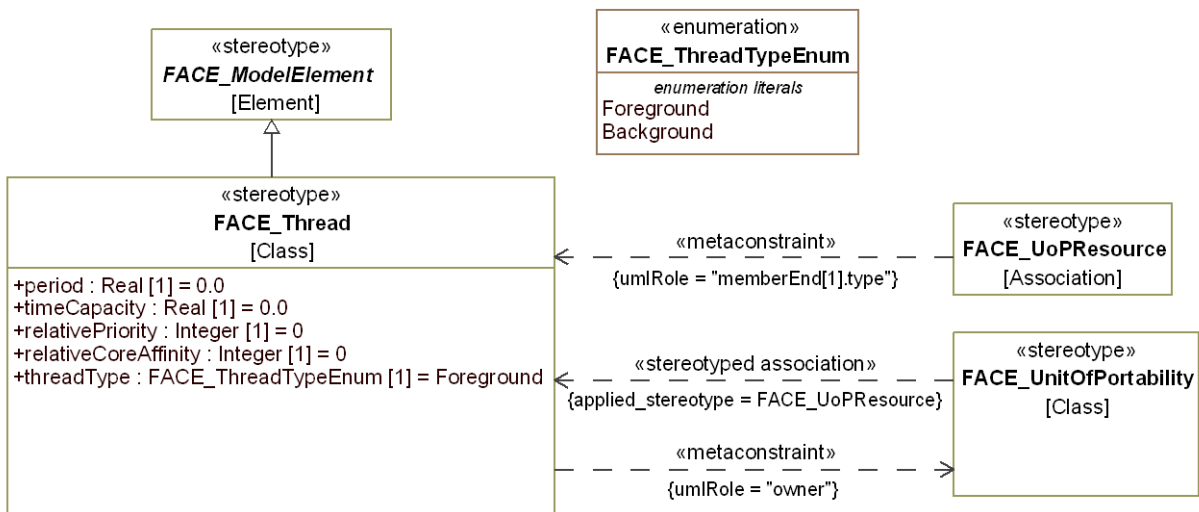 «stereotype»
FACE_ModelElement
[Element]
«enumeration»
FACE_ThreadTypeEnum
enumeration literals
Foreground
Background
«stereotype»
FACE_Thread
[Class]
+period : Real [1] = 0.0
+timeCapacity : Real [1] = 0.0
+relativePriority : Integer [1] = 0
+relativeCoreAffinity : Integer [1] = 0
+threadType : FACE_ThreadTypeEnum [1] = Foreground
«metaconstraint»
{umlRole = "memberEnd[1].type"}
«stereotype»
FACE_UoPResource
[Association]
«stereotyped association»
{applied_stereotype = FACE_UoPResource}
«stereotype»
FACE_UnitOfPortability
[Class]
«metaconstraint»
{umlRole = "owner"}